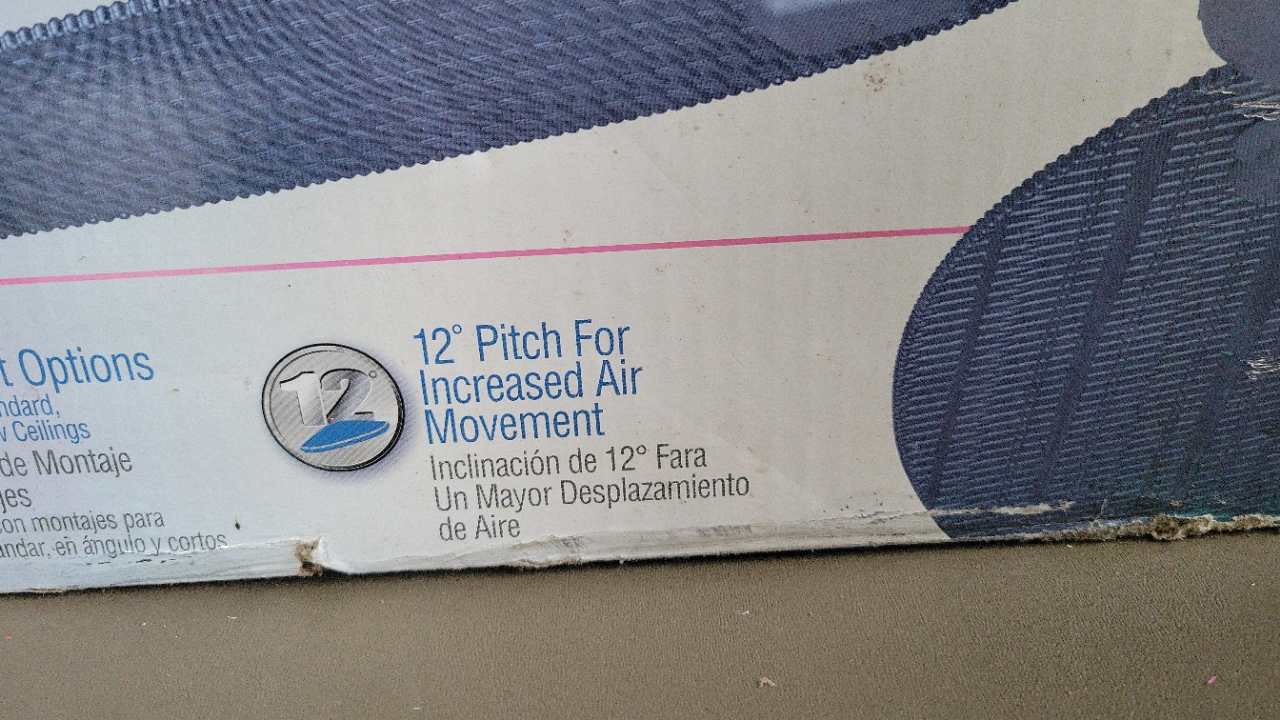 t Options
ndard,
w Ceilings
de Montaje
jes
con montajes para
andar, en ángulo y cortos
12°
12° Pitch For
Increased Air
Movement
Inclinación de 12° Fara
Un Mayor Desplazamiento
de Aire